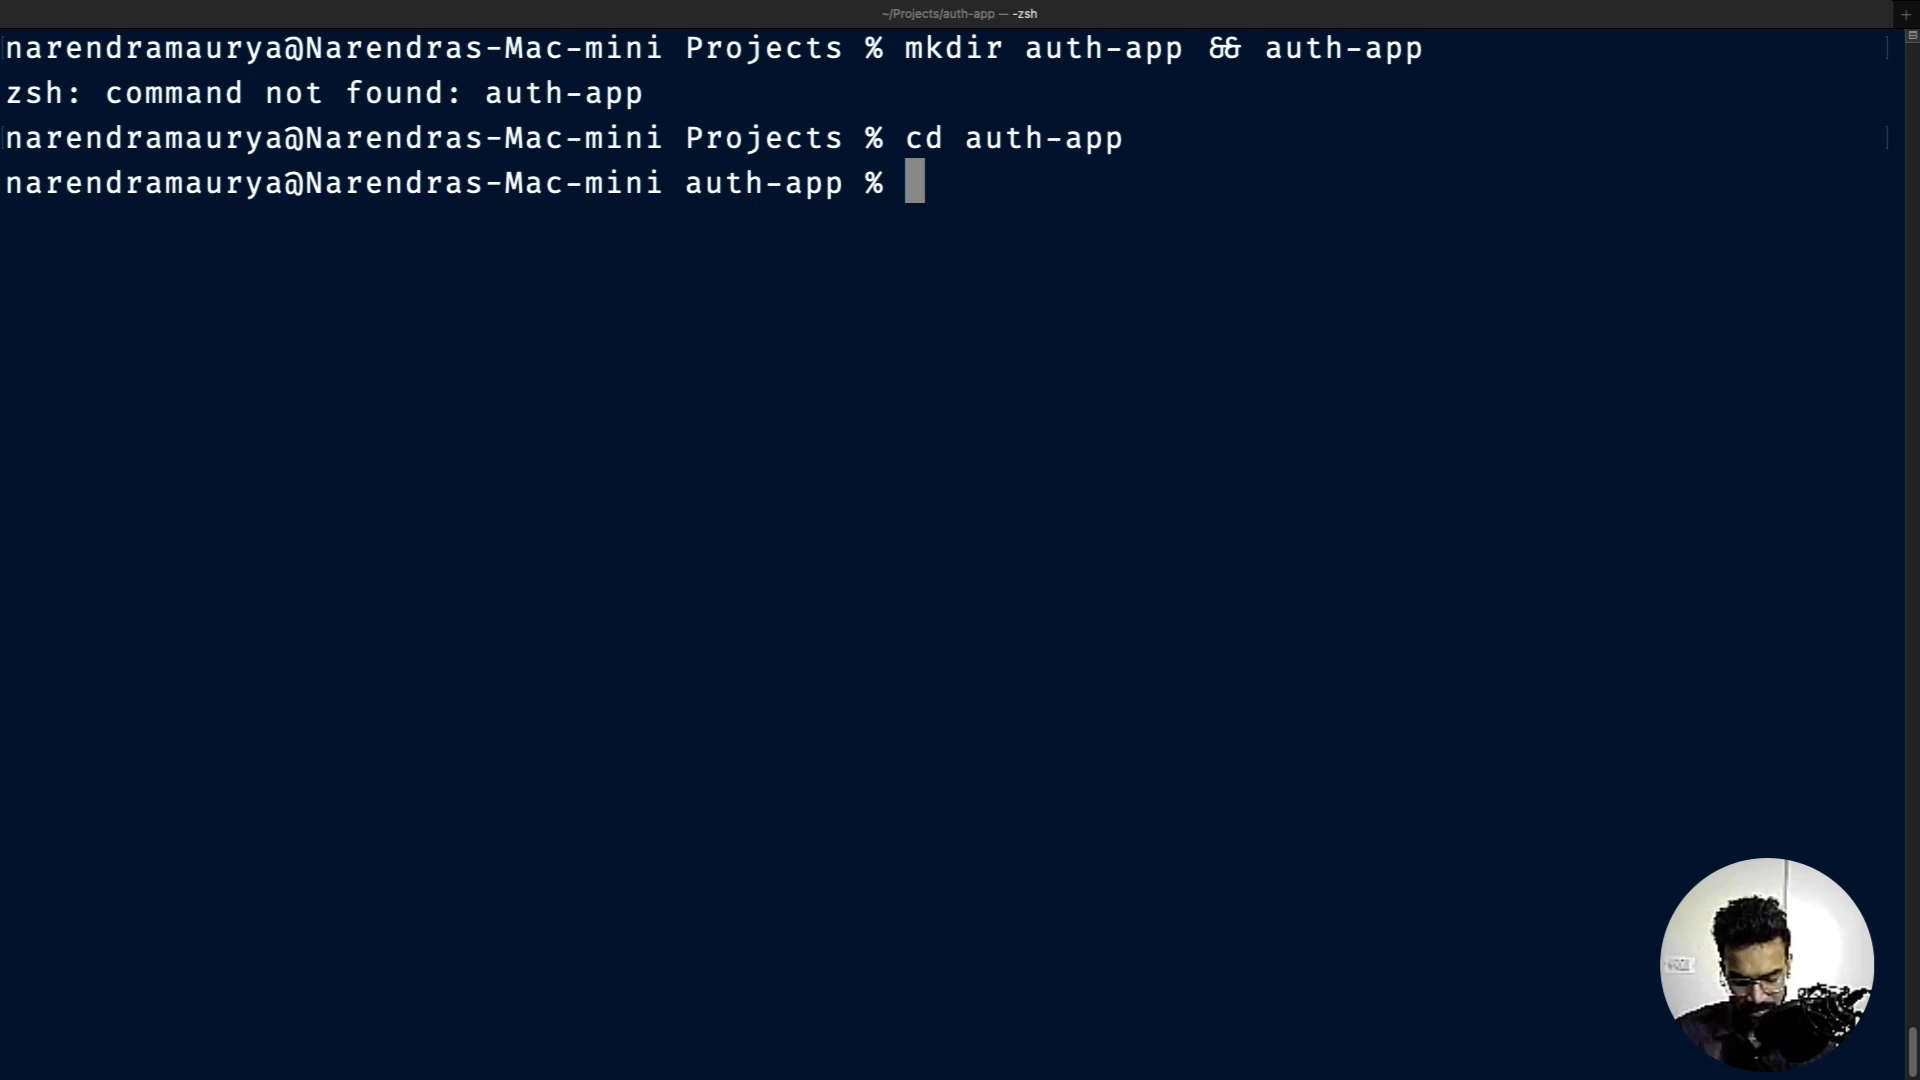 ~/Projects/auth-app — -zsh
narendramaurya@Narendras-Mac-mini Projects % mkdir auth-app && auth-app
zsh: command not found: auth-app
narendramaurya@Narendras-Mac-mini Projects % cd auth-app
narendramaurya@Narendras-Mac-mini auth-app %